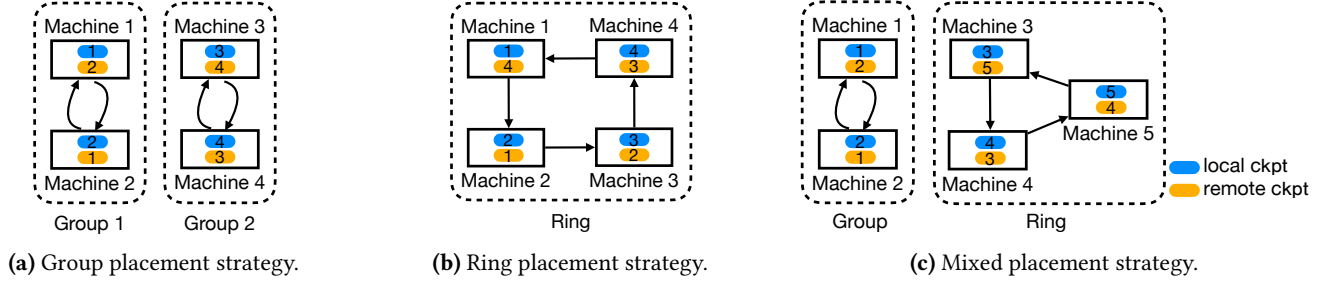 Machine 1
1
2
2
1
Machine 2
Group 1
Machine 3
3
4
4
3
Machine 4
Group 2
(a) Group placement strategy.
Machine 1
1
4
Machine 4
4
3
2
1
Machine 2
3
2
Machine 3
Ring
(b) Ring placement strategy.
Machine 1
1
2
2
1
Machine 2
Group
Machine 3
3
5
5
4
Machine 5
4
3
Machine 4
Ring
local ckpt
remote ckpt
(c) Mixed placement strategy.